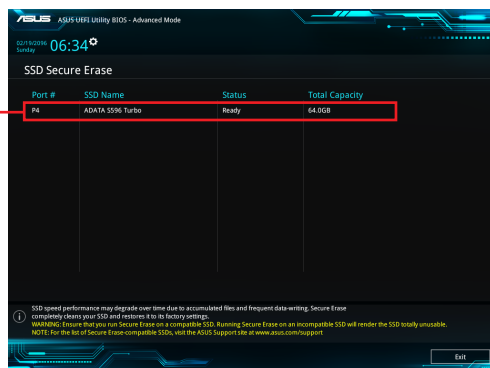 ASUS ASUS UEFI Utility BIOS - Advanced Mode
02/19/2096
Sunday
06:34
SSD Secure Erase
Port # SSD Name Status Total Capacity
P4 ADATA S596 Turbo Ready 64.0GB
SSD speed performance may degrade over time due to accumulated files and frequent data-writing. Secure Erase
completely cleans your SSD and restores it to its factory settings.
WARNING: Ensure that you run Secure Erase on a compatible SSD. Running Secure Erase on an incompatible SSD will render the SSD totally unusable.
NOTE: For the list of Secure Erase-compatible SSDs, visit the ASUS Support site at www.asus.com/support
Exit